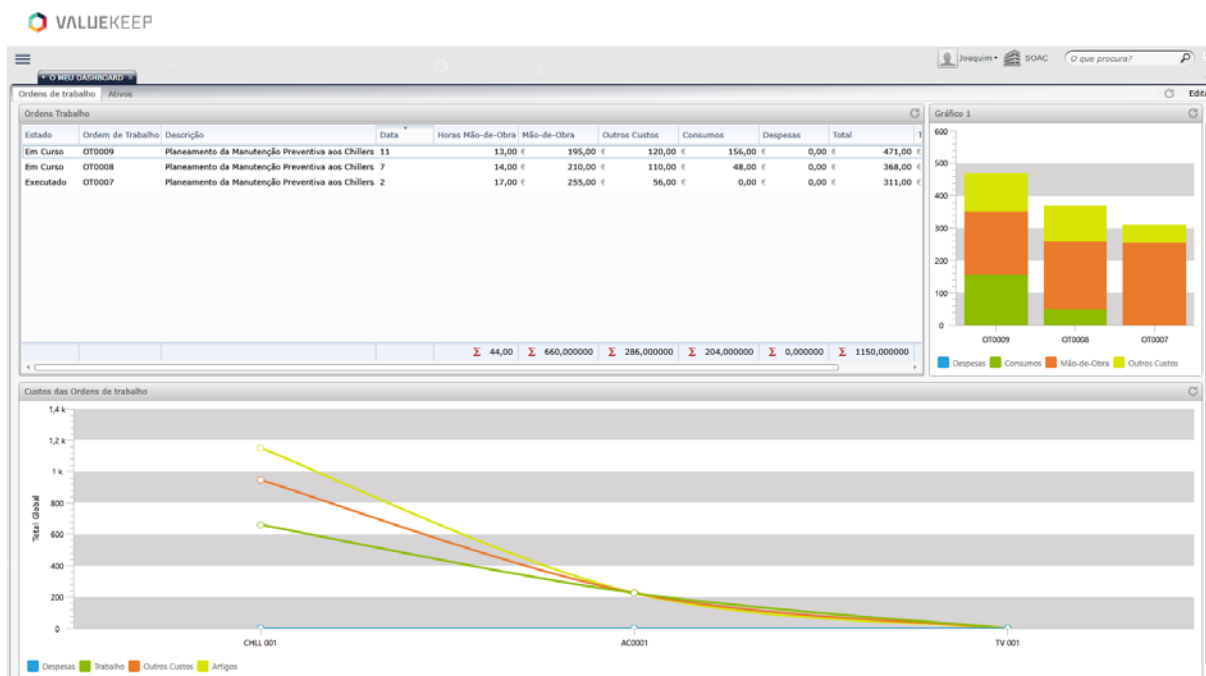 VALUEKEEP
Joaquim SOAC O que procura?
O MEU DASHBOARD ×
Ordens de trabalho Ativos
Ordens Trabalho
Estado Ordem de Trabalho Descrição Data Horas Mão-de-Obra Mão-de-Obra Outros Custos Consumos Despesas Total T
Em Curso OT0009 Planeamento da Manutenção Preventiva aos Chillers 11 13,00 € 195,00 € 120,00 € 156,00 € 0,00 € 471,00 €
Em Curso OT0008 Planeamento da Manutenção Preventiva aos Chillers 7 14,00 € 210,00 € 110,00 € 48,00 € 0,00 € 368,00 €
Executado OT0007 Planeamento da Manutenção Preventiva aos Chillers 2 17,00 € 255,00 € 56,00 € 0,00 € 0,00 € 311,00 €
Σ 44,00 Σ 660,000000 Σ 286,000000 Σ 204,000000 Σ 0,000000 Σ 1150,000000
Edita
Gráfico 1
600
500
400
300
200
100
0
OT0009 OT0008 OT0007
Despesas Consumos Mão-de-Obra Outros Custos
Custos das Ordens de trabalho
Total Global
1,4 k
1,2 k
1 k
800
600
400
200
0
CHLL 001 AC0001 TV 001
Despesas Trabalho Outros Custos Artigos